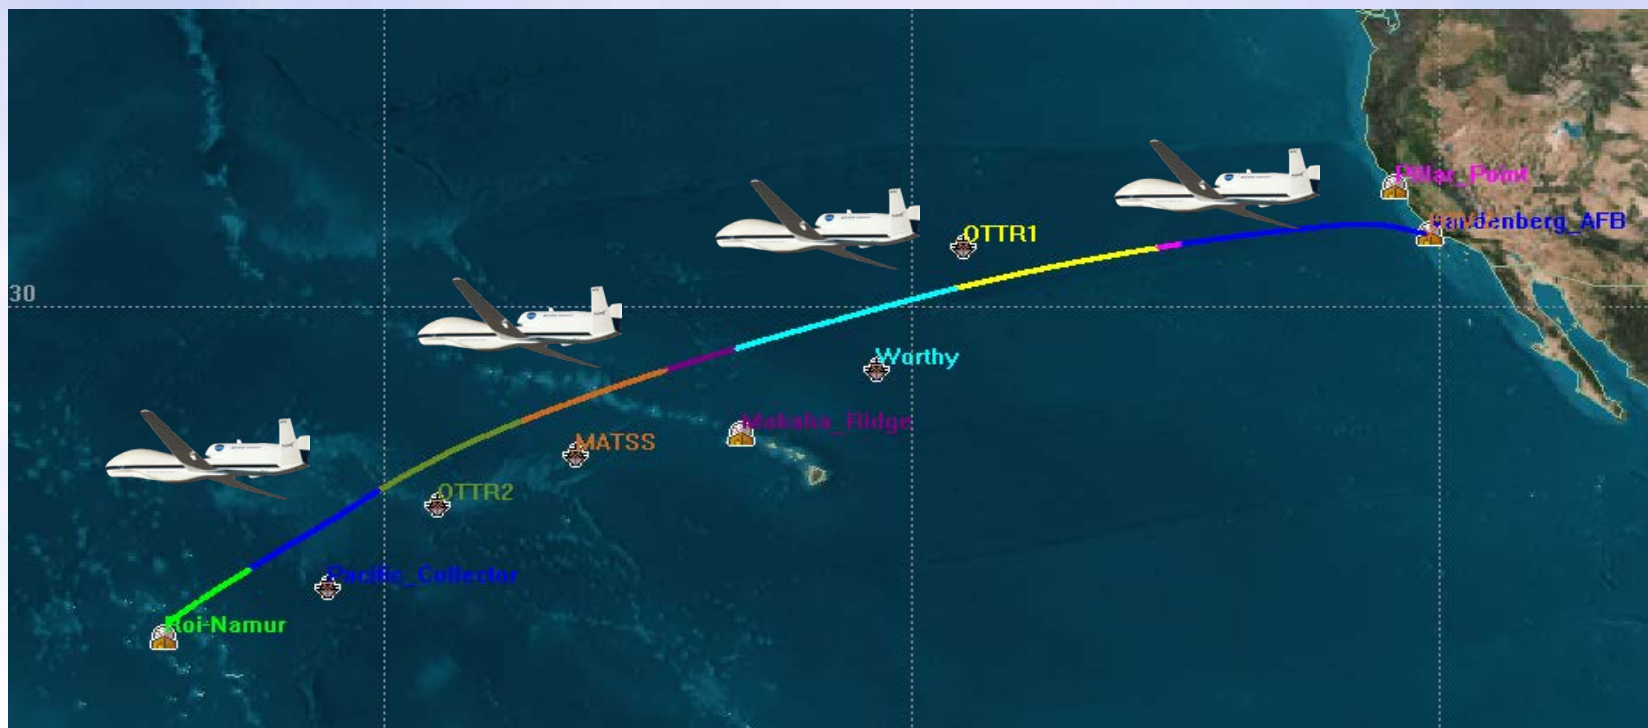 Pillar_Point
Vandenberg_AFB
OTTR1
30
Worthy
Makaha_Ridge
MATSS
OTTR2
Pacific_Collector
Roi-Namur